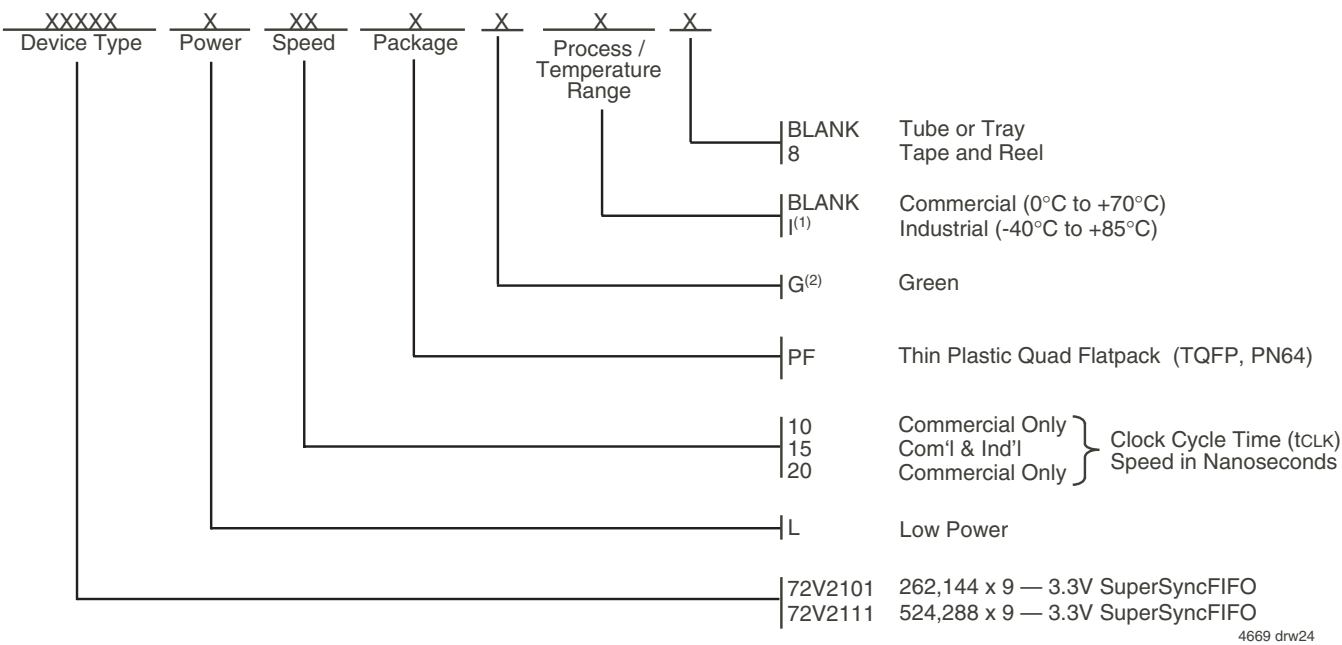 XXXXX X XX X X X X
Device Type Power Speed Package Process /
Temperature
Range
BLANK Tube or Tray
8 Tape and Reel
BLANK Commercial (0°C to +70°C)
I(1) Industrial (-40°C to +85°C)
G(2) Green
PF Thin Plastic Quad Flatpack (TQFP, PN64)
10 Commercial Only
15 Com'l & Ind'l
20 Commercial Only
Clock Cycle Time (tCLK)
Speed in Nanoseconds
L Low Power
72V2101 262,144 x 9 — 3.3V SuperSyncFIFO
72V2111 524,288 x 9 — 3.3V SuperSyncFIFO
4669 drw24